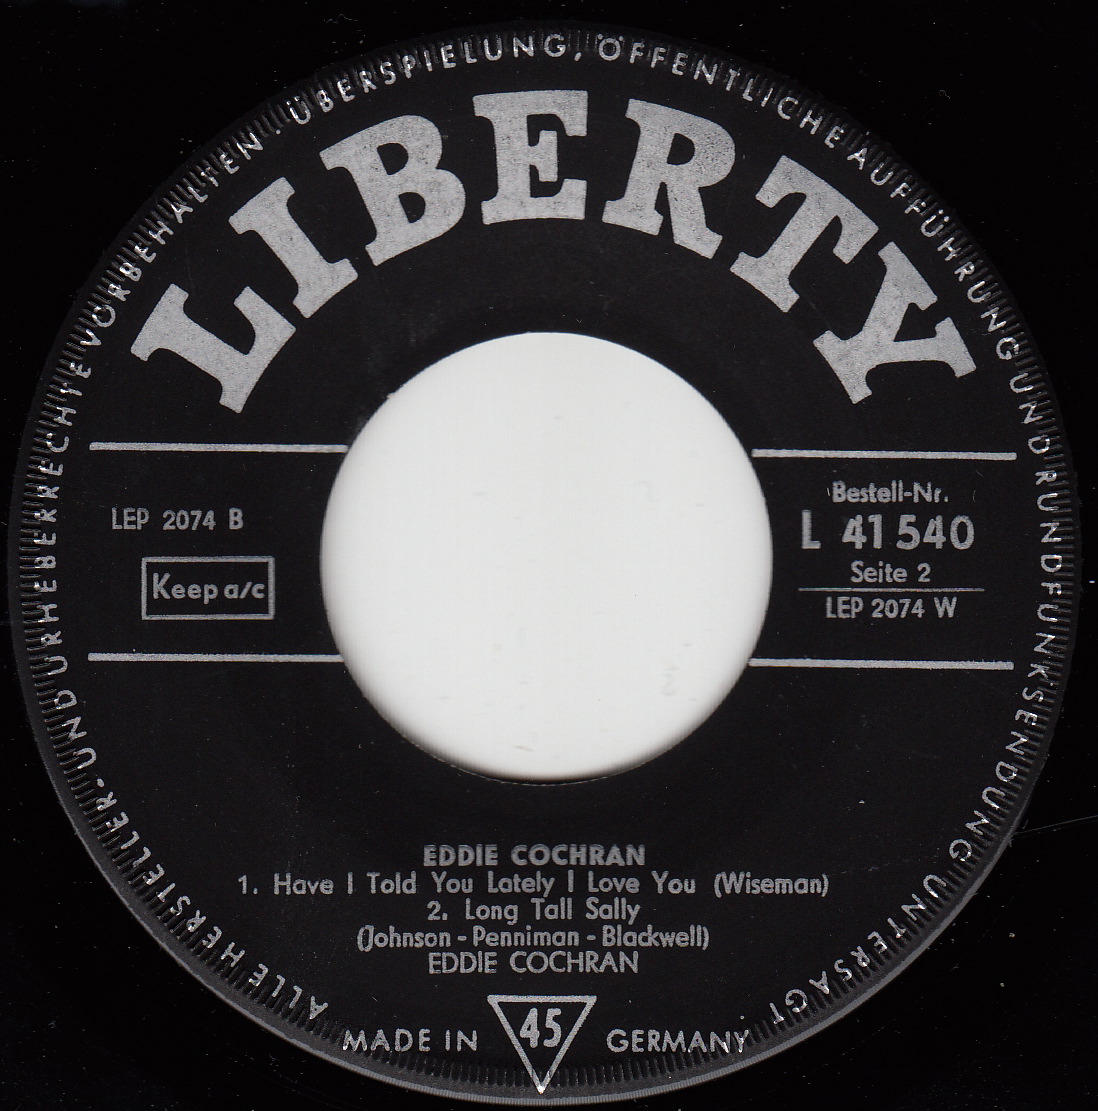 ALLE HERSTELLER- UND URHEBERRECHTE VORBEHALTEN. ÜBERSPIELUNG, ÖFFENTLICHE AUFFÜHRUNG UND RUNDFUNKSENDUNG UNTERSAGT
LIBERTY
LEP 2074 B
Keep a/c
Bestell-Nr.
L 41 540
Seite 2
LEP 2074 W
EDDIE COCHRAN
1. Have I Told You Lately I Love You (Wiseman)
2. Long Tall Sally
(Johnson - Penniman - Blackwell)
EDDIE COCHRAN
MADE IN 45 GERMANY